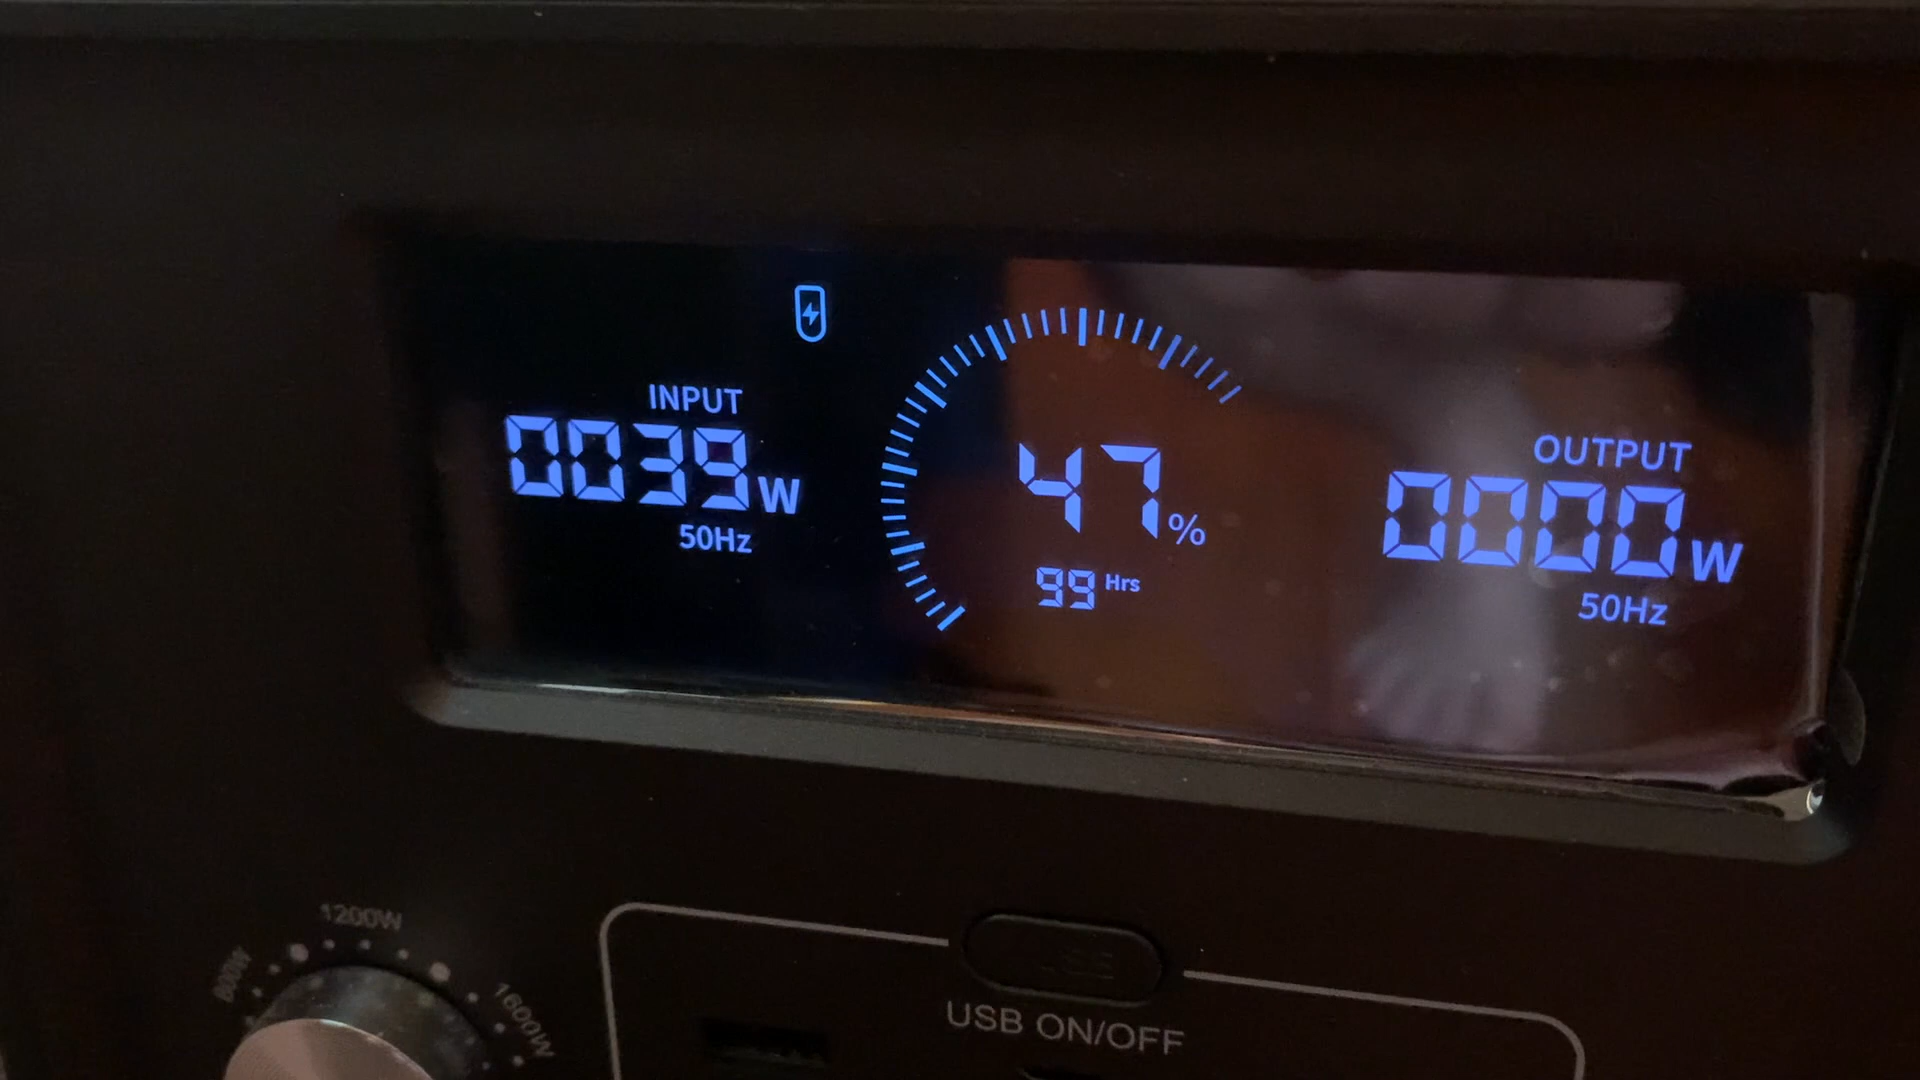 INPUT
0039W
50Hz
47%
99 Hrs
OUTPUT
0000W
50Hz
800W
1200W
1600W
USB ON/OFF